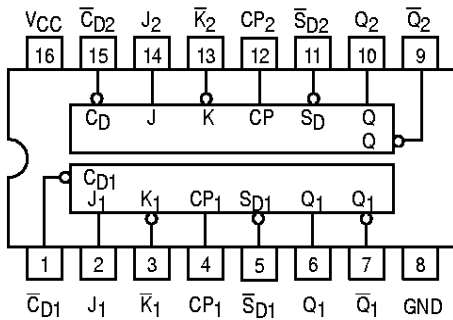 VCC C̅D2 J2 K̅2 CP2 S̅D2 Q2 Q̅2
16 15 14 13 12 11 10 9
CD J K CP SD Q
Q
CD1
J1 K1 CP1 SD1 Q1 Q1
1 2 3 4 5 6 7 8
C̅D1 J1 K̅1 CP1 S̅D1 Q1 Q̅1 GND